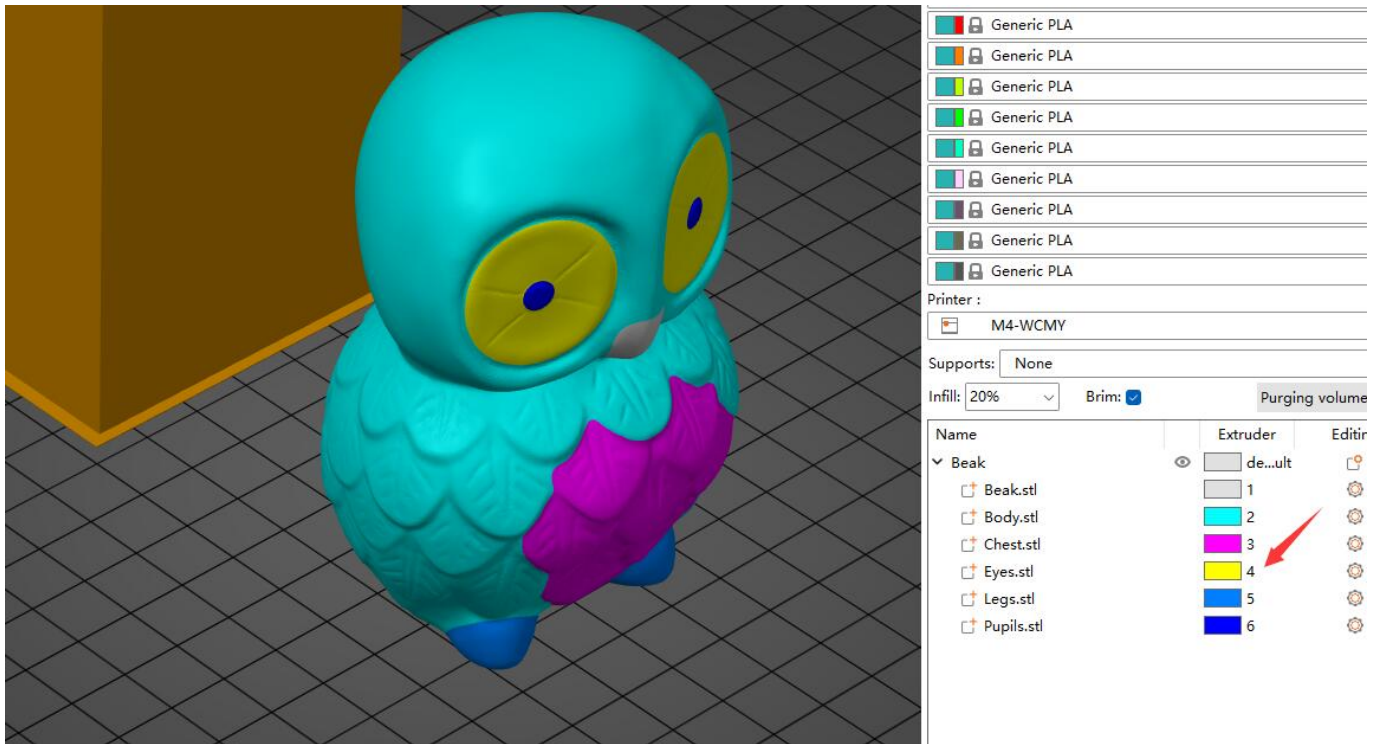 Generic PLA
Generic PLA
Generic PLA
Generic PLA
Generic PLA
Generic PLA
Generic PLA
Generic PLA
Generic PLA
Printer :
M4-WCMY
Supports: None
Infill: 20% Brim: Purging volume
Name Extruder Editin
Beak de...ult
Beak.stl 1
Body.stl 2
Chest.stl 3
Eyes.stl 4
Legs.stl 5
Pupils.stl 6